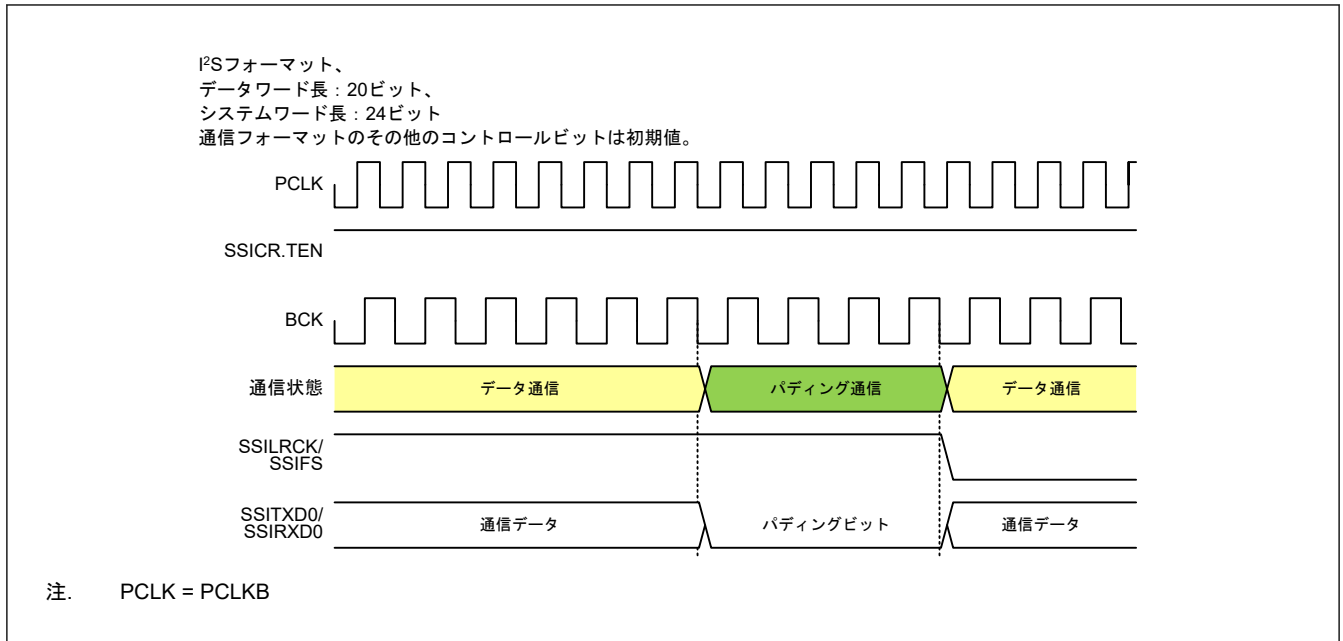 I²Sフォーマット、
データワード長：20ビット、
システムワード長：24ビット
通信フォーマットのその他のコントロールビットは初期値。
PCLK
SSICR.TEN
BCK
通信状態
データ通信
パディング通信
データ通信
SSILRCK/
SSIFS
SSITXD0/
SSIRXD0
通信データ
パディングビット
通信データ
注. PCLK = PCLKB